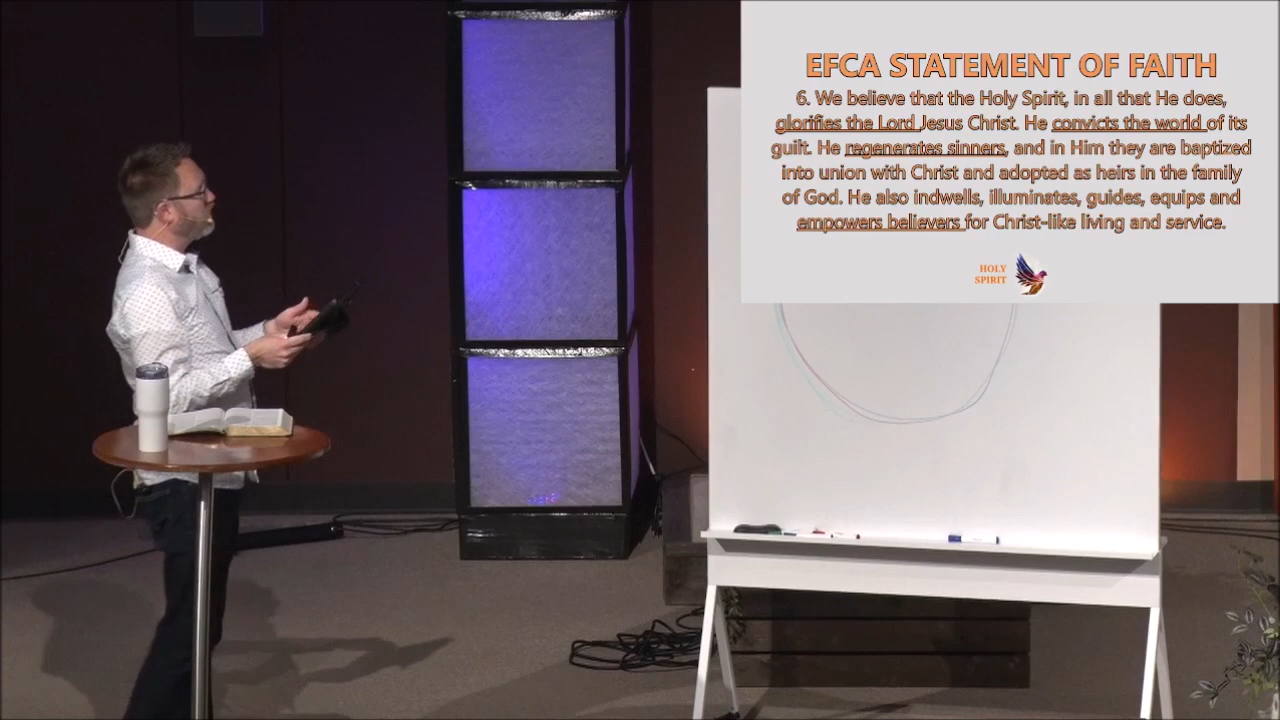 EFCA STATEMENT OF FAITH
6. We believe that the Holy Spirit, in all that He does,
glorifies the Lord Jesus Christ. He convicts the world of its
guilt. He regenerates sinners, and in Him they are baptized
into union with Christ and adopted as heirs in the family
of God. He also indwells, illuminates, guides, equips and
empowers believers for Christ-like living and service.
HOLY
SPIRIT